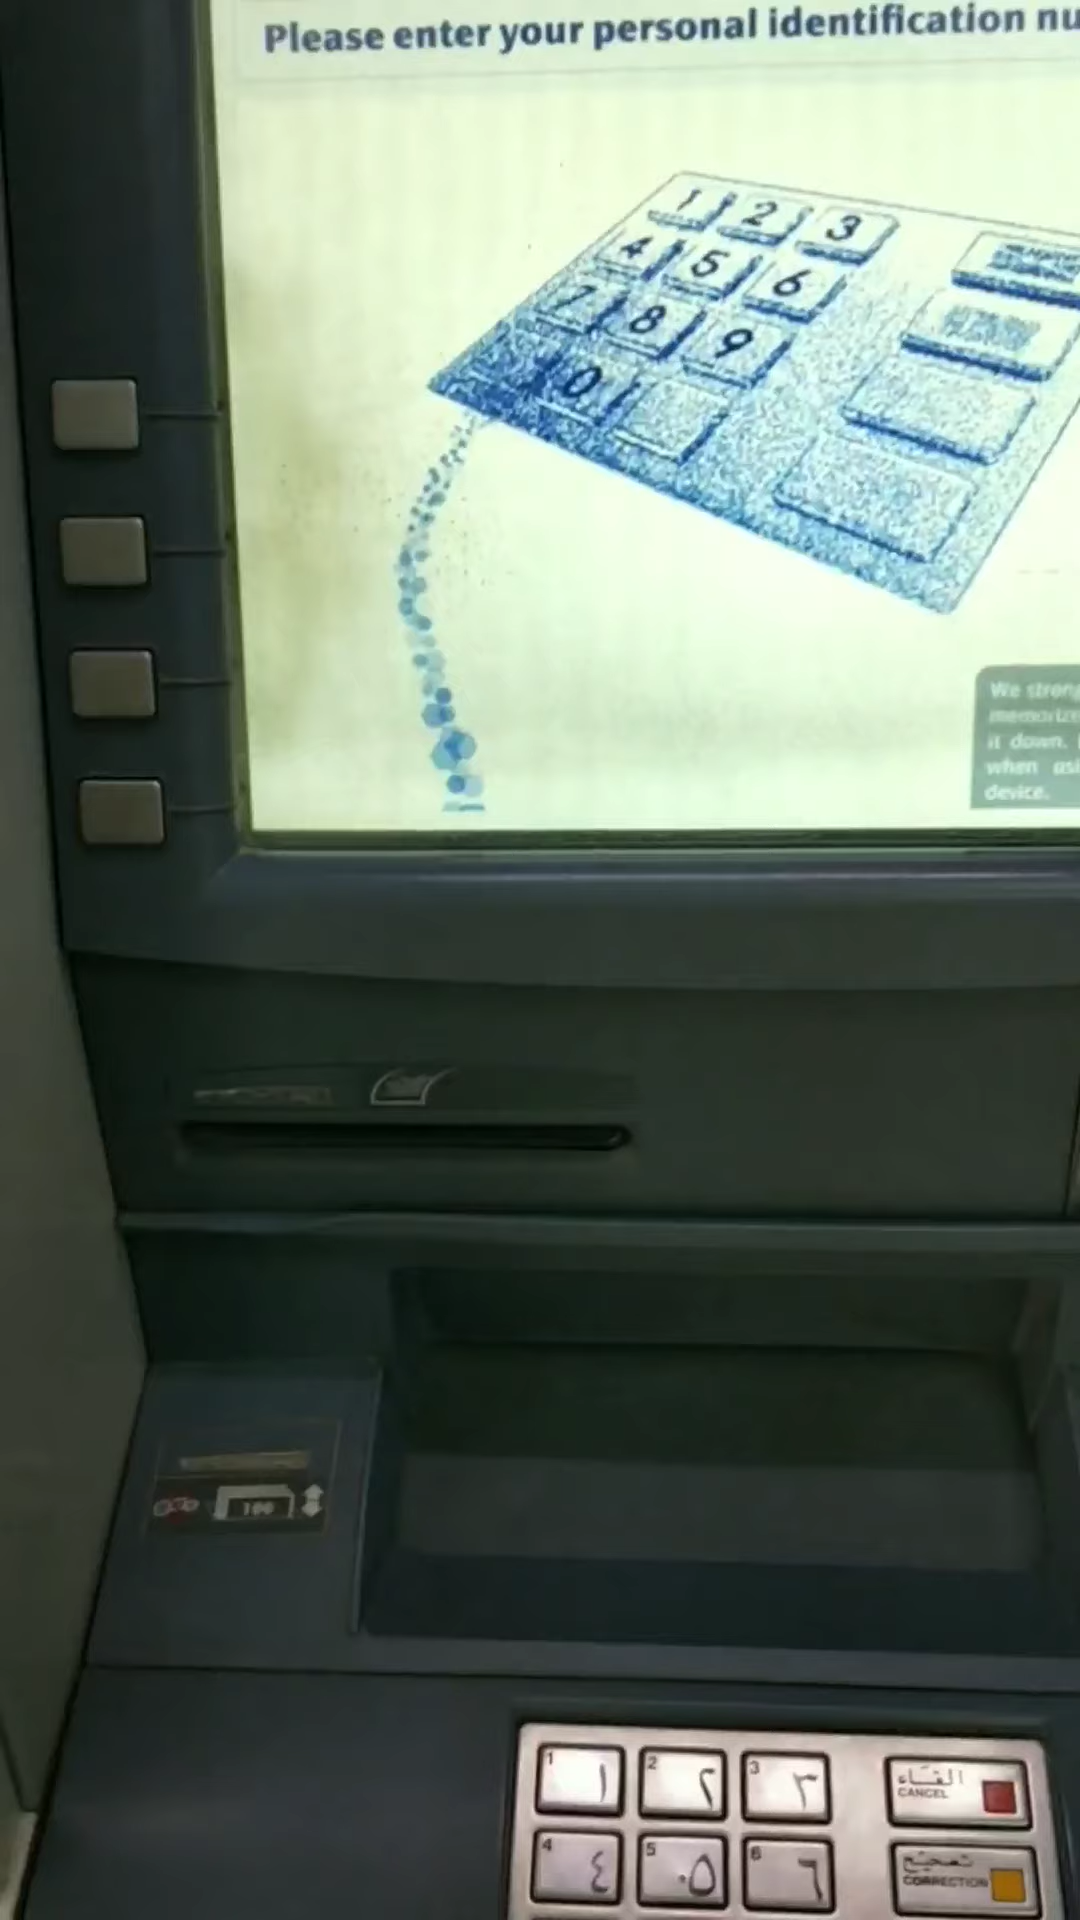 Please enter your personal identification nu
1 2 3
4 5 6
7 8 9
0
We strong
memorize
it down.
when asi
device.
100
1 ١ 2 ٢ 3 ٣
الغاء
CANCEL
4 ٤ 5 ٥ 6 ٦
تصحيح
CORRECTION